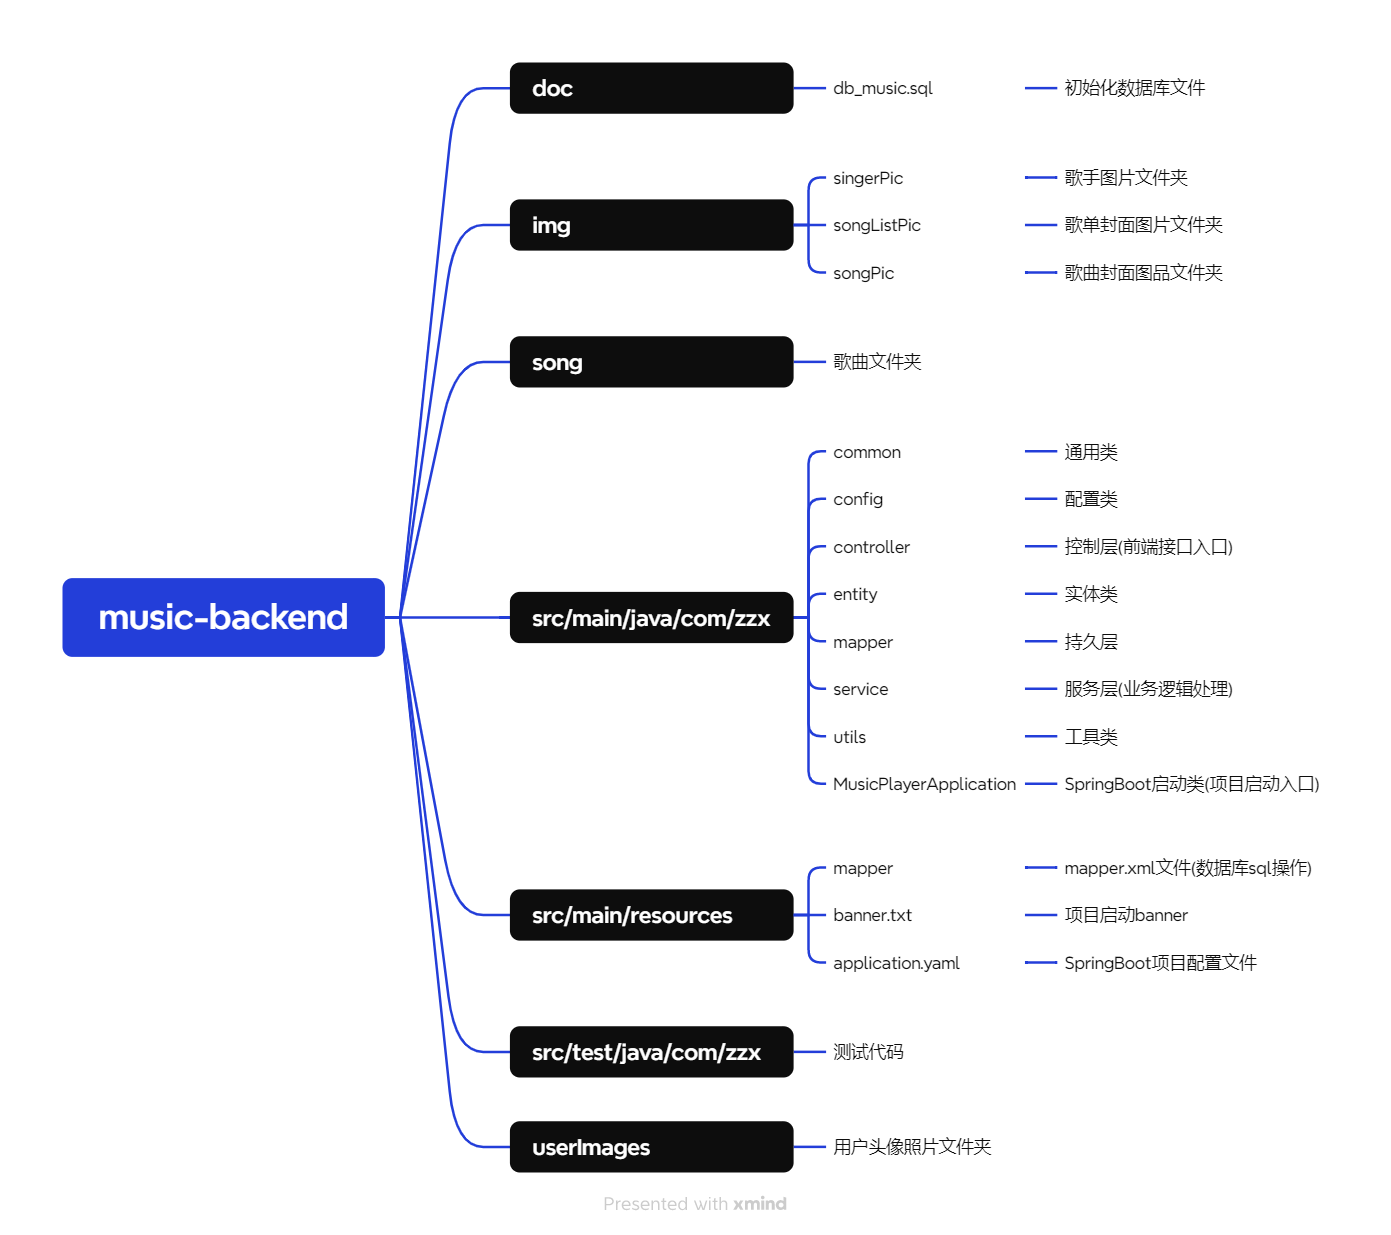 doc
db_music.sql
初始化数据库文件
img
singerPic
歌手图片文件夹
songListPic
歌单封面图片文件夹
songPic
歌曲封面图品文件夹
song
歌曲文件夹
music-backend
src/main/java/com/zzx
common
通用类
config
配置类
controller
控制层(前端接口入口)
entity
实体类
mapper
持久层
service
服务层(业务逻辑处理)
utils
工具类
MusicPlayerApplication
SpringBoot启动类(项目启动入口)
src/main/resources
mapper
mapper.xml文件(数据库sql操作)
banner.txt
项目启动banner
application.yaml
SpringBoot项目配置文件
src/test/java/com/zzx
测试代码
userImages
用户头像照片文件夹
Presented with xmind